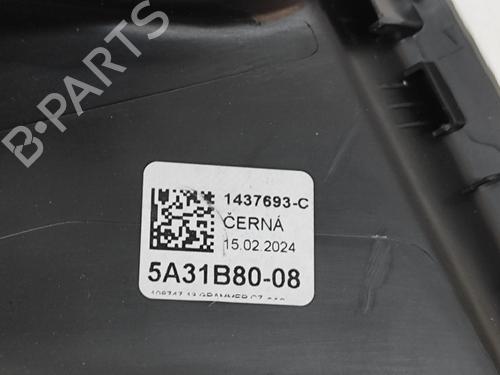 B-PARTS
1437693-C
ČERNÁ
15.02.2024
5A31B80-08